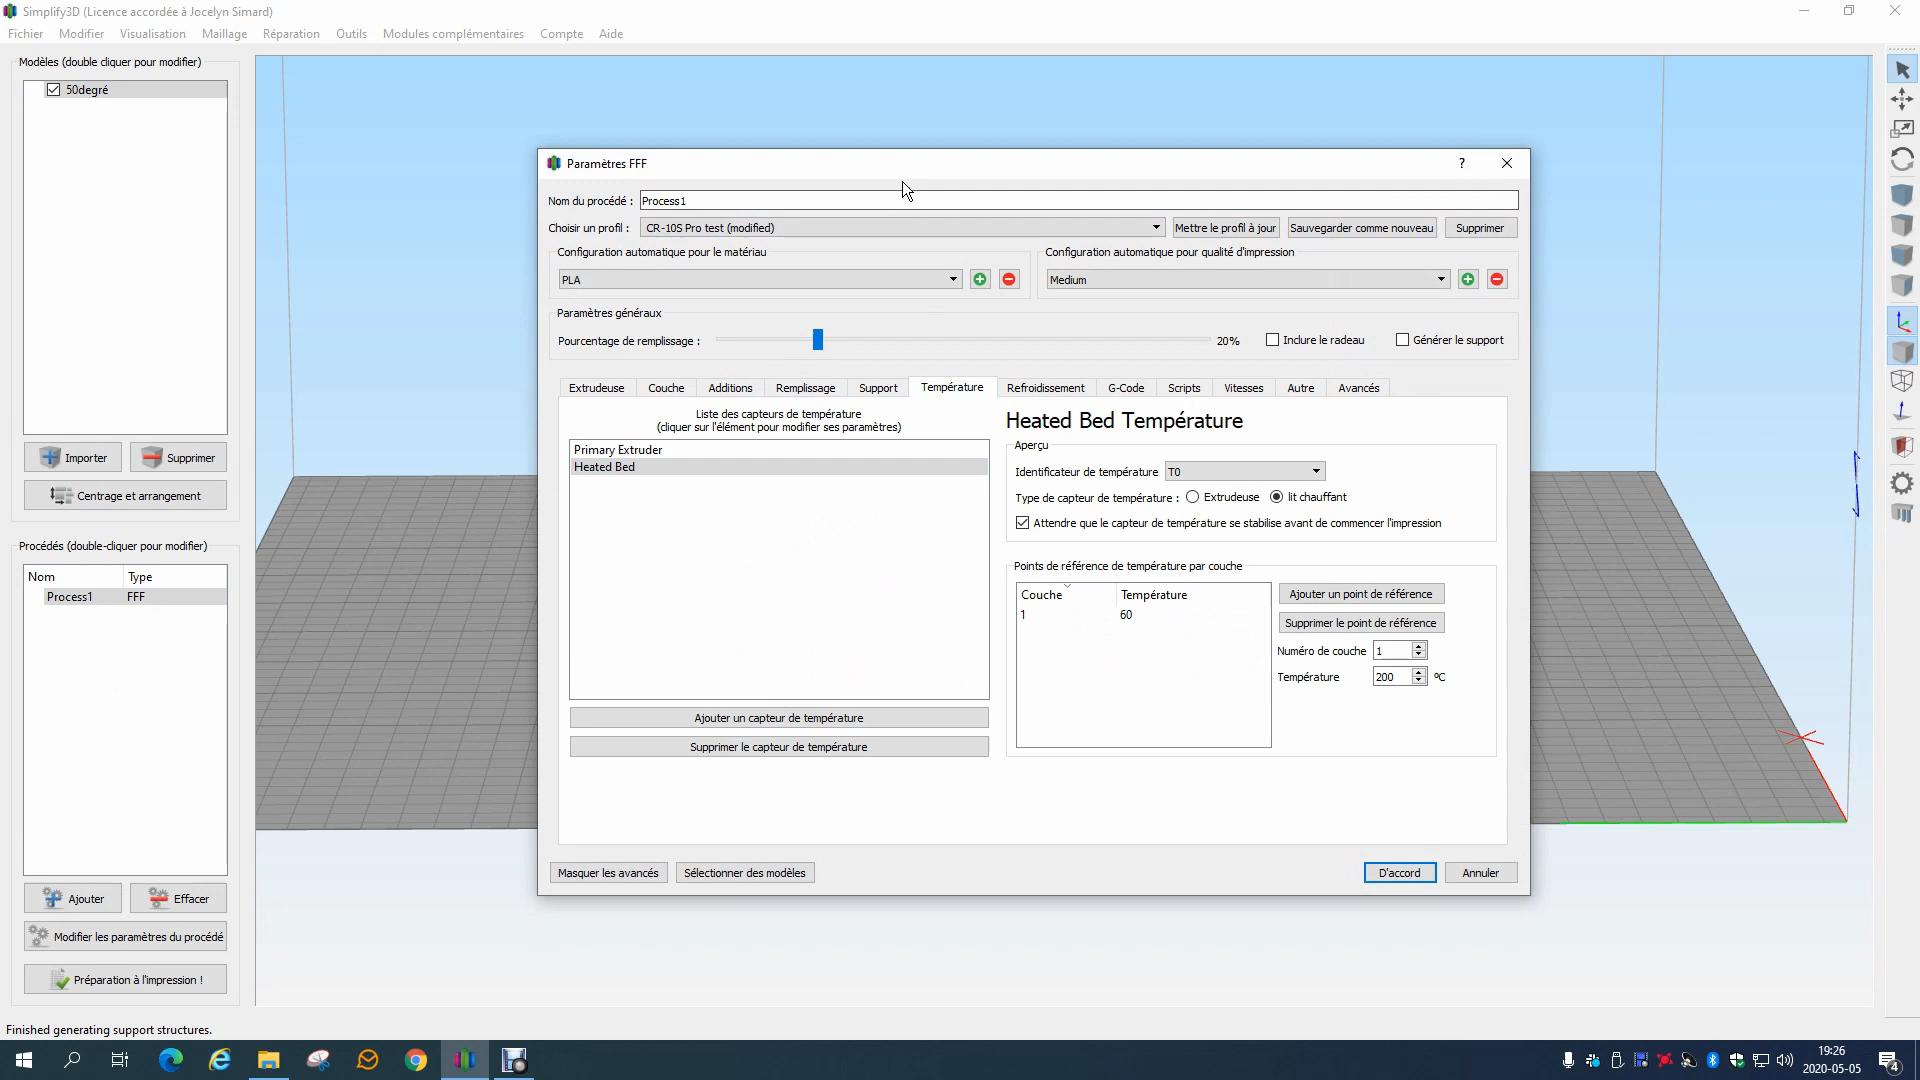 Simplify3D (Licence accordée à Jocelyn Simard)
Fichier Modifier Visualisation Maillage Réparation Outils Modules complémentaires Compte Aide
Modèles (double cliquer pour modifier)
50degré
Importer Supprimer
Centrage et arrangement
Procédés (double-cliquer pour modifier)
Nom Type
Process1 FFF
Ajouter Effacer
Modifier les paramètres du procédé
Préparation à l'impression !
Finished generating support structures.
Paramètres FFF ?
Nom du procédé : Process1
Choisir un profil : CR-10S Pro test (modified) Mettre le profil à jour Sauvegarder comme nouveau Supprimer
Configuration automatique pour le matériau
PLA
Configuration automatique pour qualité d'impression
Medium
Paramètres généraux
Pourcentage de remplissage : 20% Inclure le radeau Générer le support
Extrudeuse Couche Additions Remplissage Support Température Refroidissement G-Code Scripts Vitesses Autre Avancés
Liste des capteurs de température
(cliquer sur l'élément pour modifier ses paramètres)
Primary Extruder
Heated Bed
Ajouter un capteur de température
Supprimer le capteur de température
Heated Bed Température
Aperçu
Identificateur de température T0
Type de capteur de température : Extrudeuse lit chauffant
Attendre que le capteur de température se stabilise avant de commencer l'impression
Points de référence de température par couche
Couche Température
1 60
Ajouter un point de référence
Supprimer le point de référence
Numéro de couche 1
Température 200 ºC
Masquer les avancés Sélectionner des modèles D'accord Annuler
19:26
2020-05-05
4